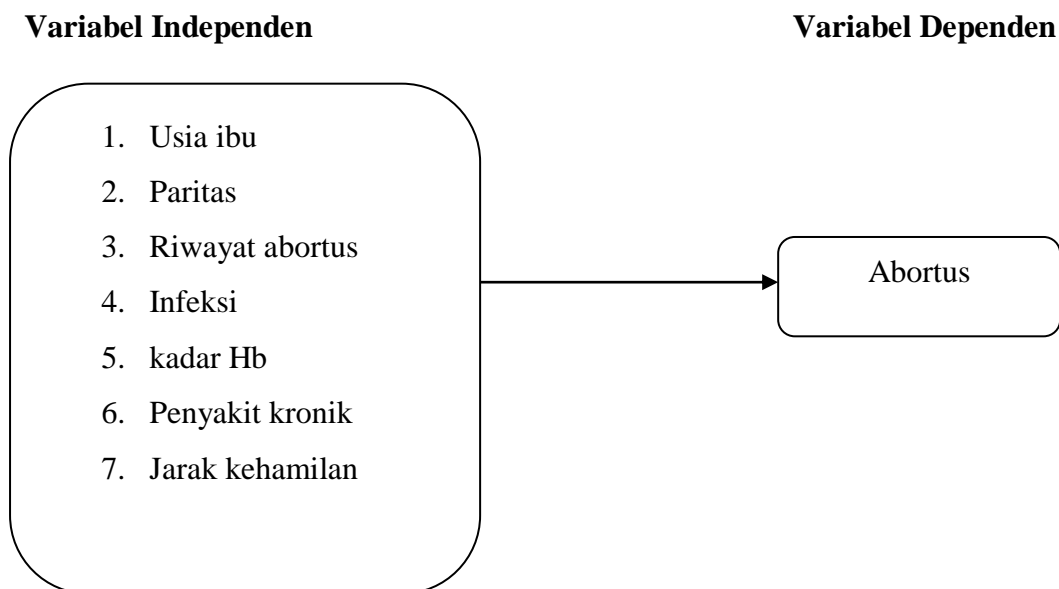 Variabel Independen
Variabel Dependen
1. Usia ibu
2. Paritas
3. Riwayat abortus
4. Infeksi
5. kadar Hb
6. Penyakit kronik
7. Jarak kehamilan
Abortus